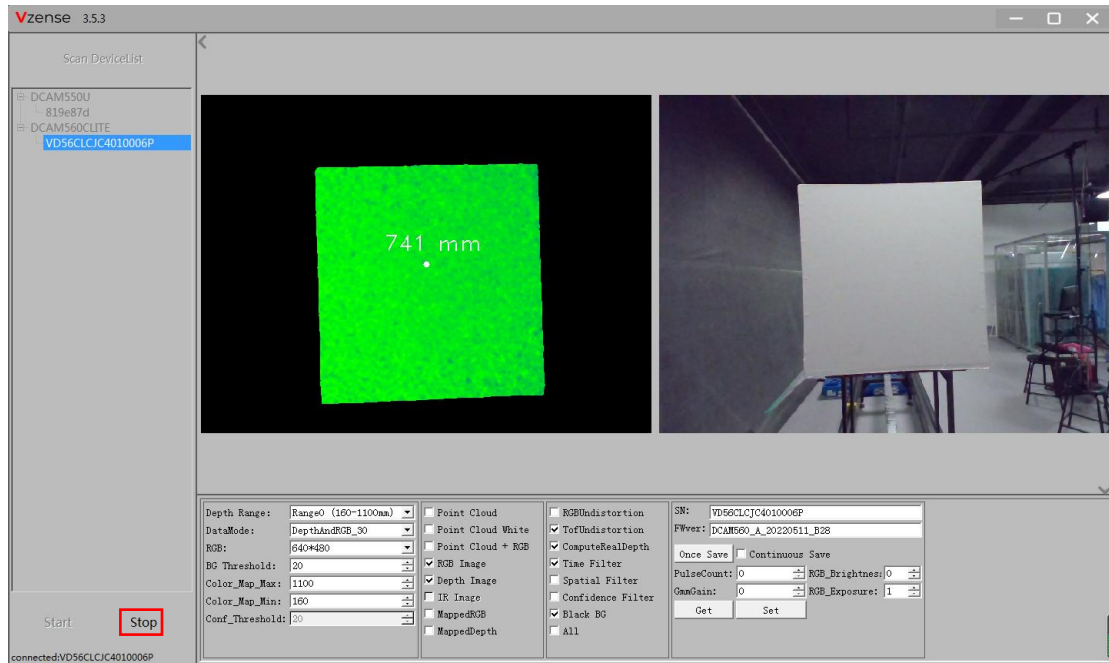 Vzense 3.5.3
Scan DeviceList
DCAM550U
819e87d
DCAM560CLITE
VD56CLCJC4010006P
741 mm
Depth Range: Range0 (160-1100mm)
DataMode: DepthAndRGB_30
RGB: 640*480
BG Threshold: 20
Color_Map_Max: 1100
Color_Map_Min: 160
Conf_Threshold: 20
Point Cloud
Point Cloud White
Point Cloud + RGB
RGB Image
Depth Image
IR Image
MappedRGB
MappedDepth
RGBUndistortion
TofUndistortion
ComputeRealDepth
Time Filter
Spatial Filter
Confidence Filter
Black BG
All
SN: VD56CLCJC4010006P
FWver: DCAM560_A_20220511_B28
Once Save Continuous Save
PulseCount: 0 RGB_Brightnes: 0
GmmGain: 0 RGB_Exposure: 1
Get Set
Start Stop
connected:VD56CLCJC4010006P